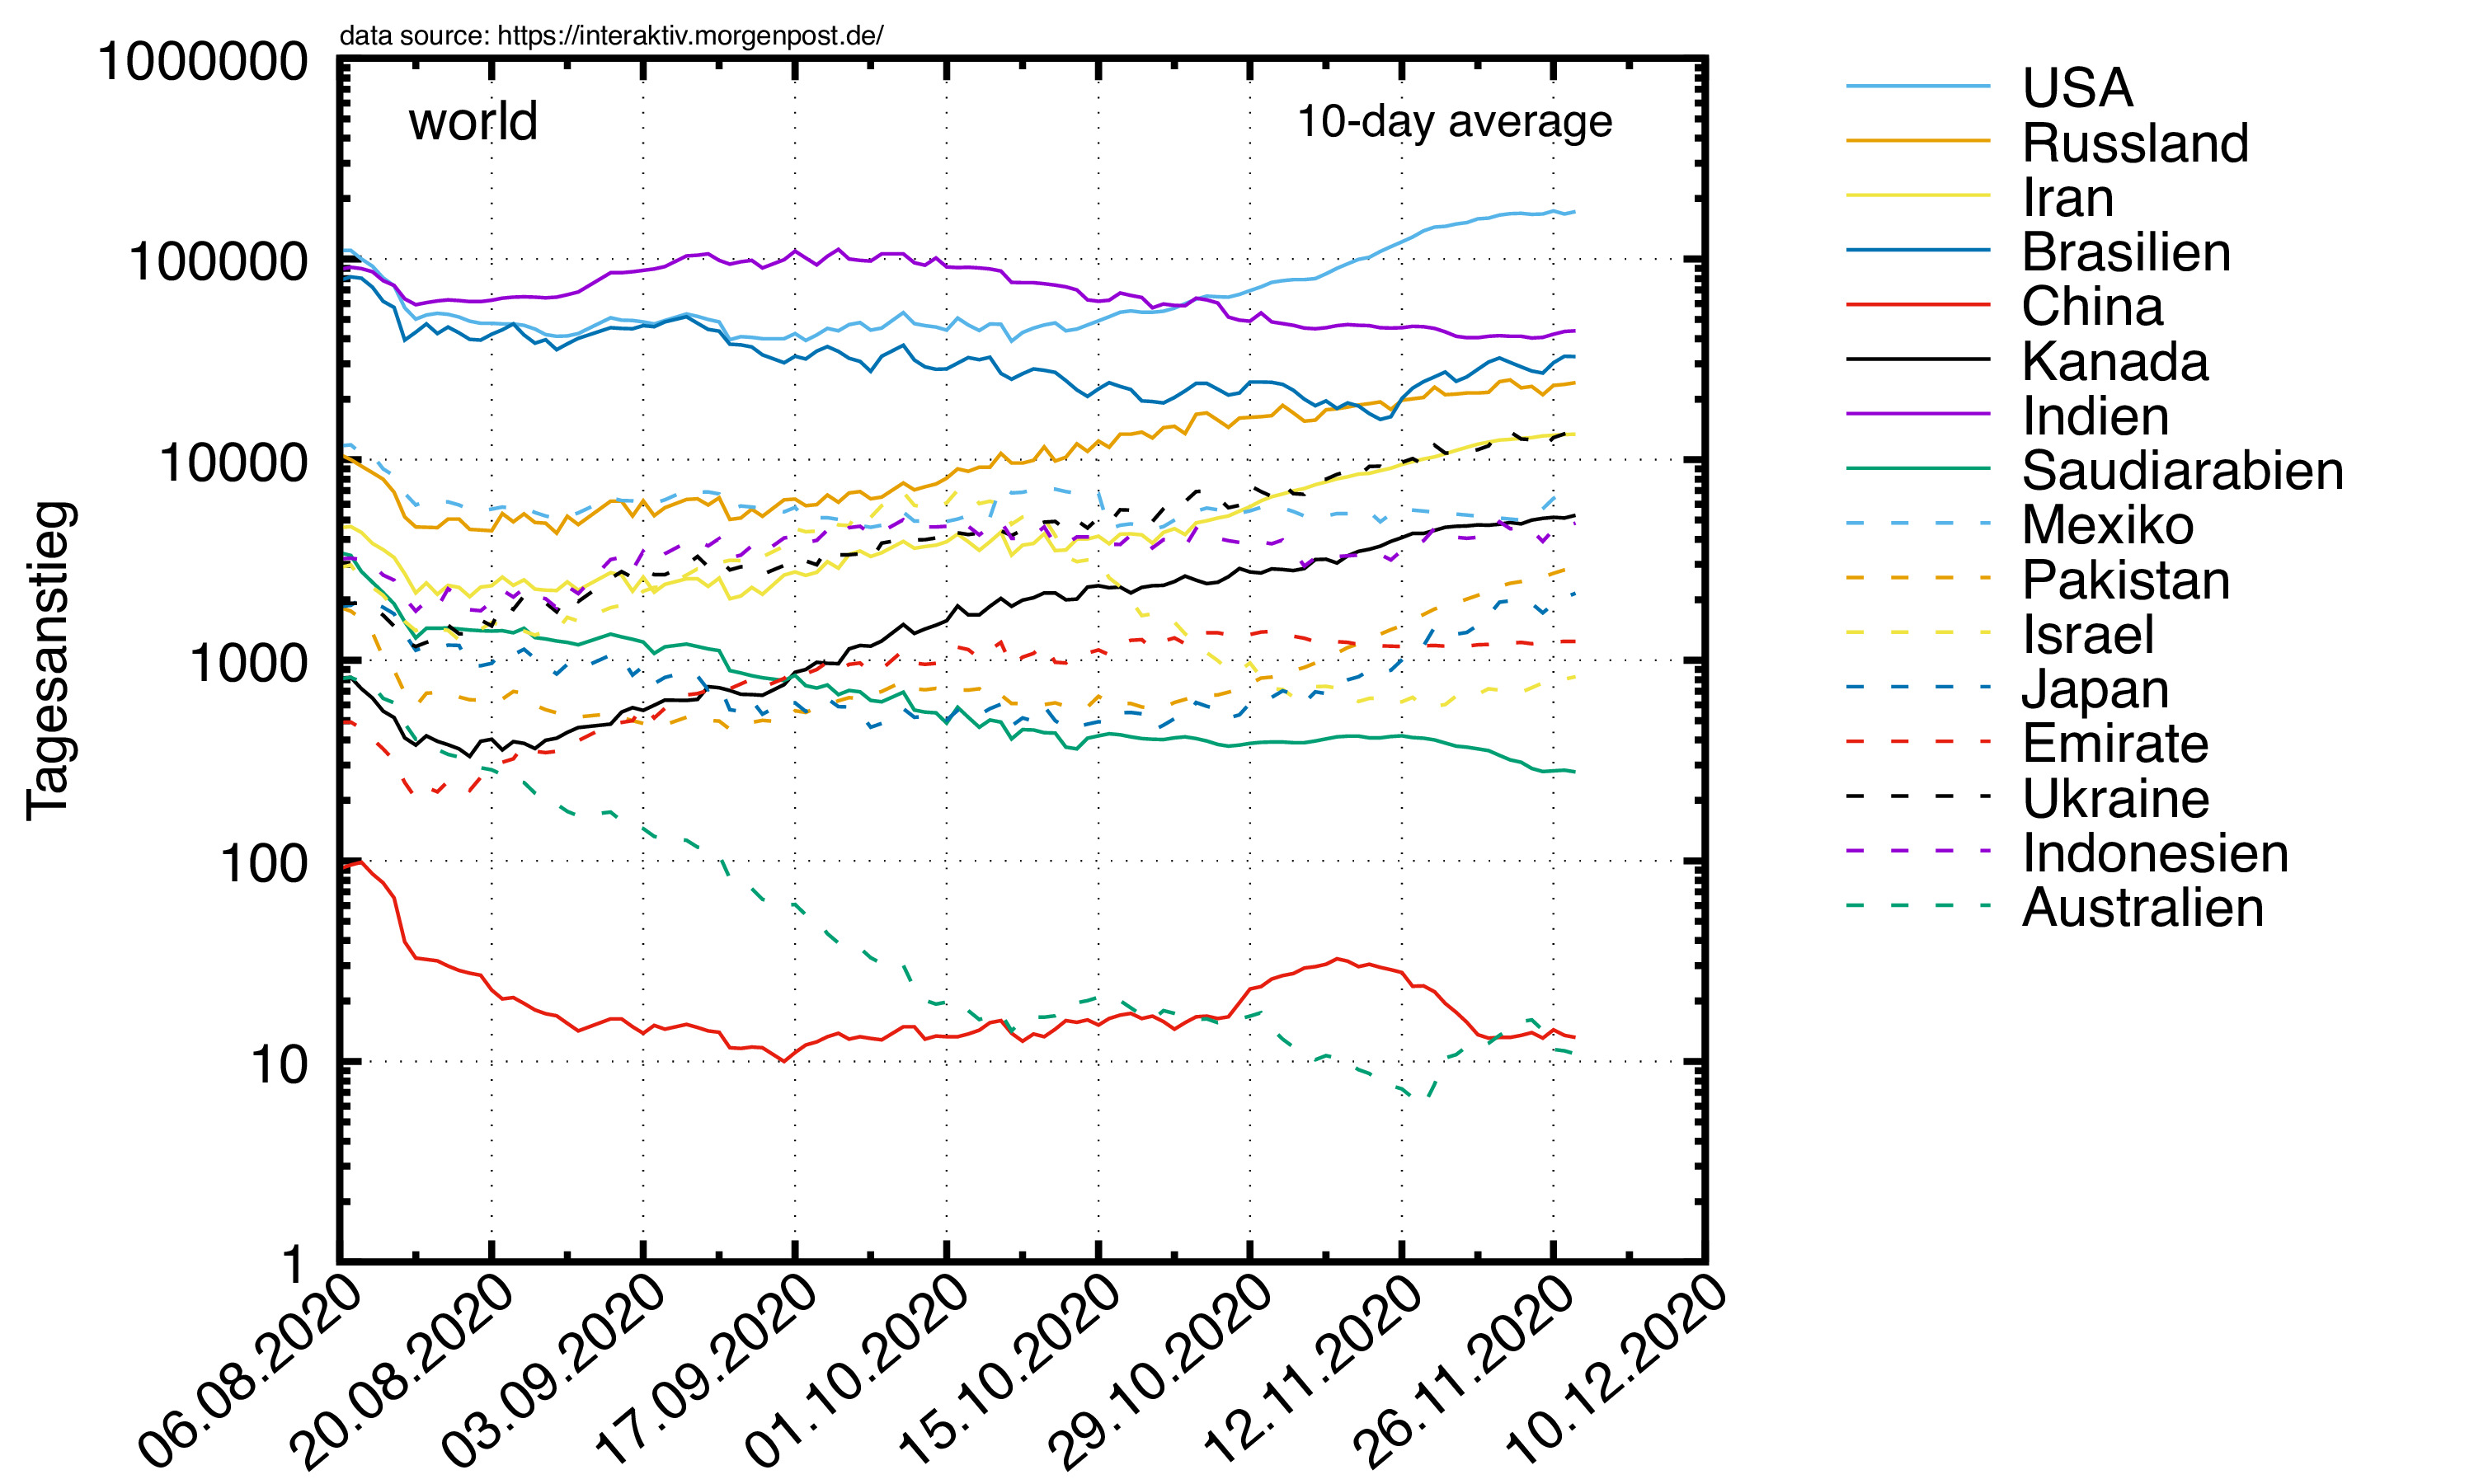 data source: https://interaktiv.morgenpost.de/
world
10-day average
Tagesanstieg
1000000
100000
10000
1000
100
10
1
06.08.2020
20.08.2020
03.09.2020
17.09.2020
01.10.2020
15.10.2020
29.10.2020
12.11.2020
26.11.2020
10.12.2020
USA
Russland
Iran
Brasilien
China
Kanada
Indien
Saudiarabien
Mexiko
Pakistan
Israel
Japan
Emirate
Ukraine
Indonesien
Australien